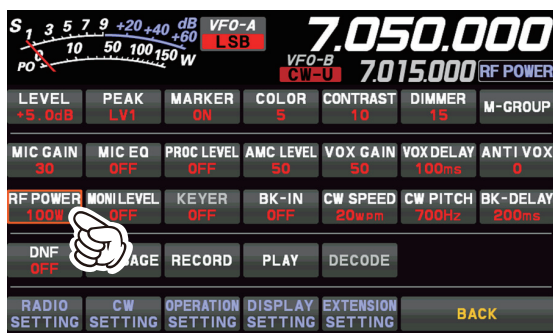 S 1 3 5 7 9 +20 +40 +60 dB VFO-A
LSB 7.050.000
PO 0 10 50 100 150 W
VFO-B
CW-U 7.015.000 RF POWER
LEVEL PEAK MARKER COLOR CONTRAST DIMMER M-GROUP
+5.0dB LV1 ON 5 10 15
MIC GAIN MIC EQ PROC LEVEL AMC LEVEL VOX GAIN VOX DELAY ANTI VOX
30 OFF OFF 50 50 100ms 0
RF POWER MONI LEVEL KEYER BK-IN CW SPEED CW PITCH BK-DELAY
100W OFF OFF OFF 20wpm 700Hz 200ms
DNF AGE RECORD PLAY DECODE
OFF
RADIO CW OPERATION DISPLAY EXTENSION BACK
SETTING SETTING SETTING SETTING SETTING